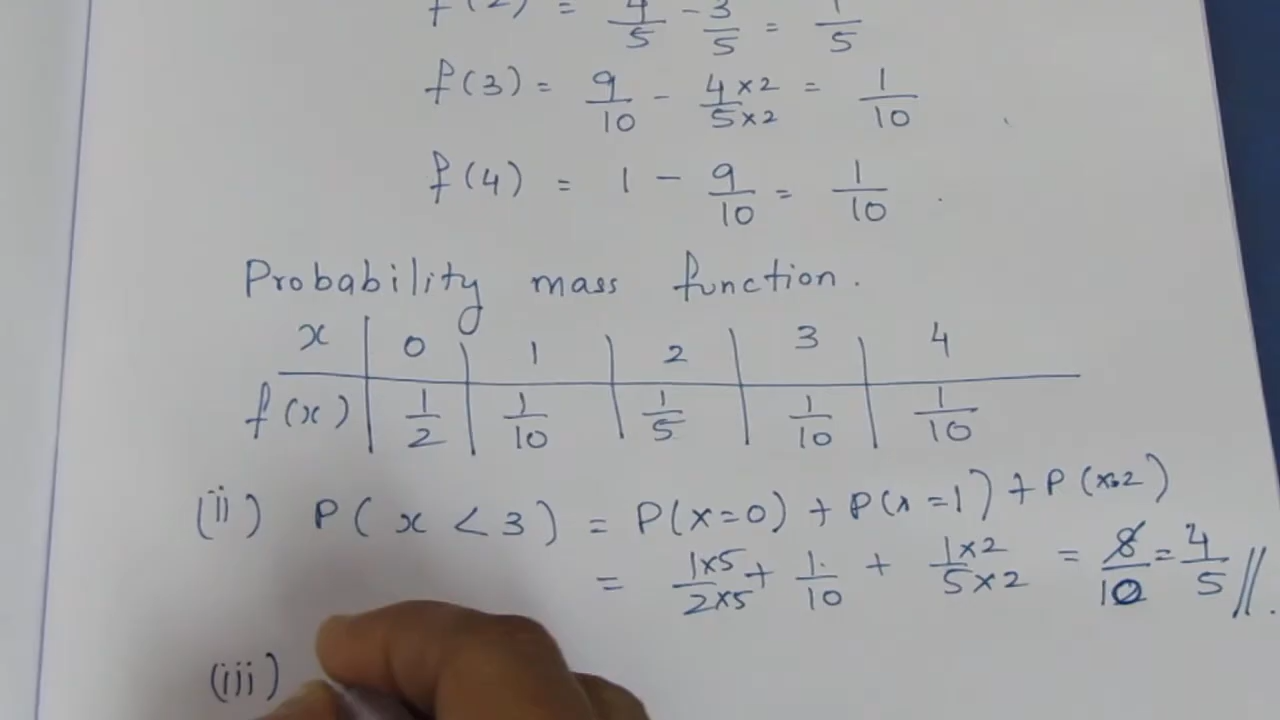 f(2) = 4/5 - 3/5 = 1/5
f(3) = 9/10 - 4×2/5×2 = 1/10
f(4) = 1 - 9/10 = 1/10
Probability mass function.
x | 0 | 1 | 2 | 3 | 4
f(x) | 1/2 | 1/10 | 1/5 | 1/10 | 1/10
(ii) P(x < 3) = P(x=0) + P(x=1) + P(x=2)
= 1×5/2×5 + 1/10 + 1×2/5×2 = 8/10 = 4/5 //.
(iii)